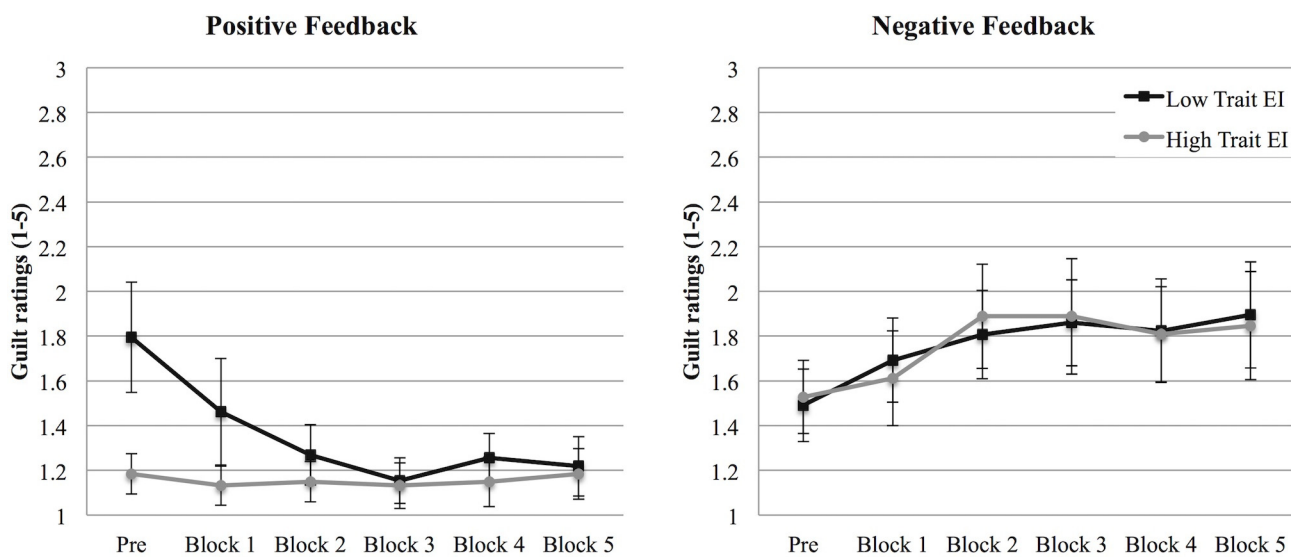 Positive Feedback
Guilt ratings (1-5)
3
2.8
2.6
2.4
2.2
2
1.8
1.6
1.4
1.2
1
Pre Block 1 Block 2 Block 3 Block 4 Block 5
Negative Feedback
Guilt ratings (1-5)
3
2.8
2.6
2.4
2.2
2
1.8
1.6
1.4
1.2
1
Low Trait EI
High Trait EI
Pre Block 1 Block 2 Block 3 Block 4 Block 5